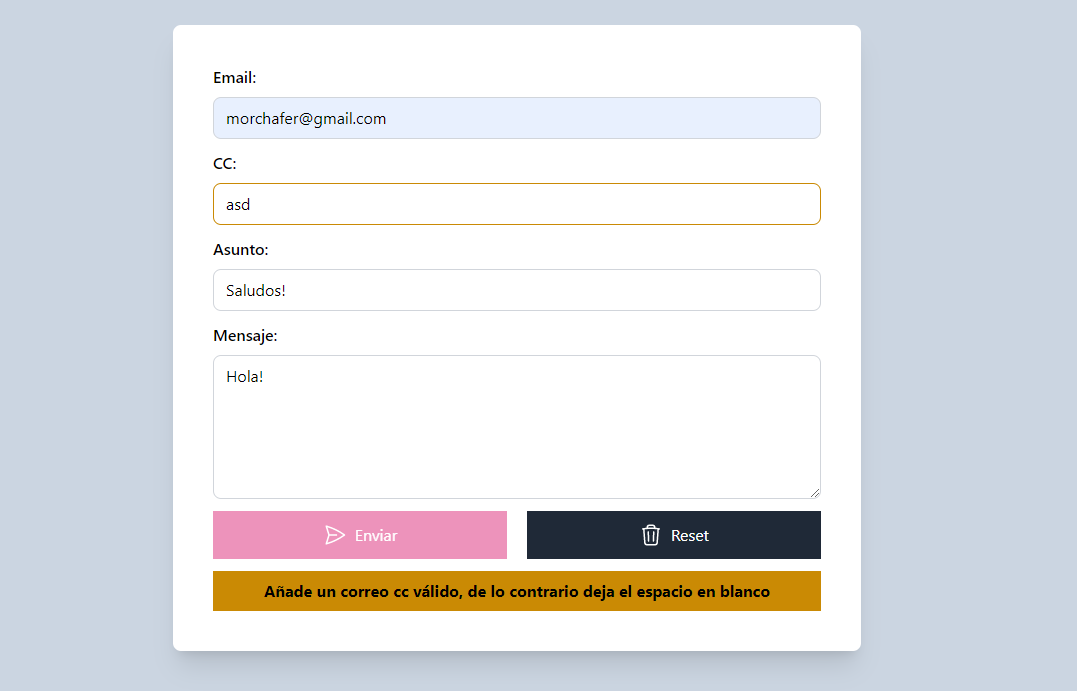 Email:
morchafer@gmail.com
CC:
asd
Asunto:
Saludos!
Mensaje:
Hola!
Enviar
Reset
Añade un correo cc válido, de lo contrario deja el espacio en blanco